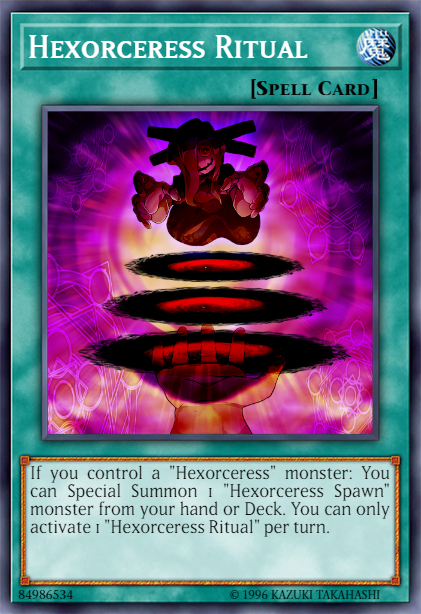 Hexorceress Ritual
魔
[Spell Card]
If you control a "Hexorceress" monster: You
can Special Summon 1 "Hexorceress Spawn"
monster from your hand or Deck. You can only
activate 1 "Hexorceress Ritual" per turn.
84986534
© 1996 KAZUKI TAKAHASHI